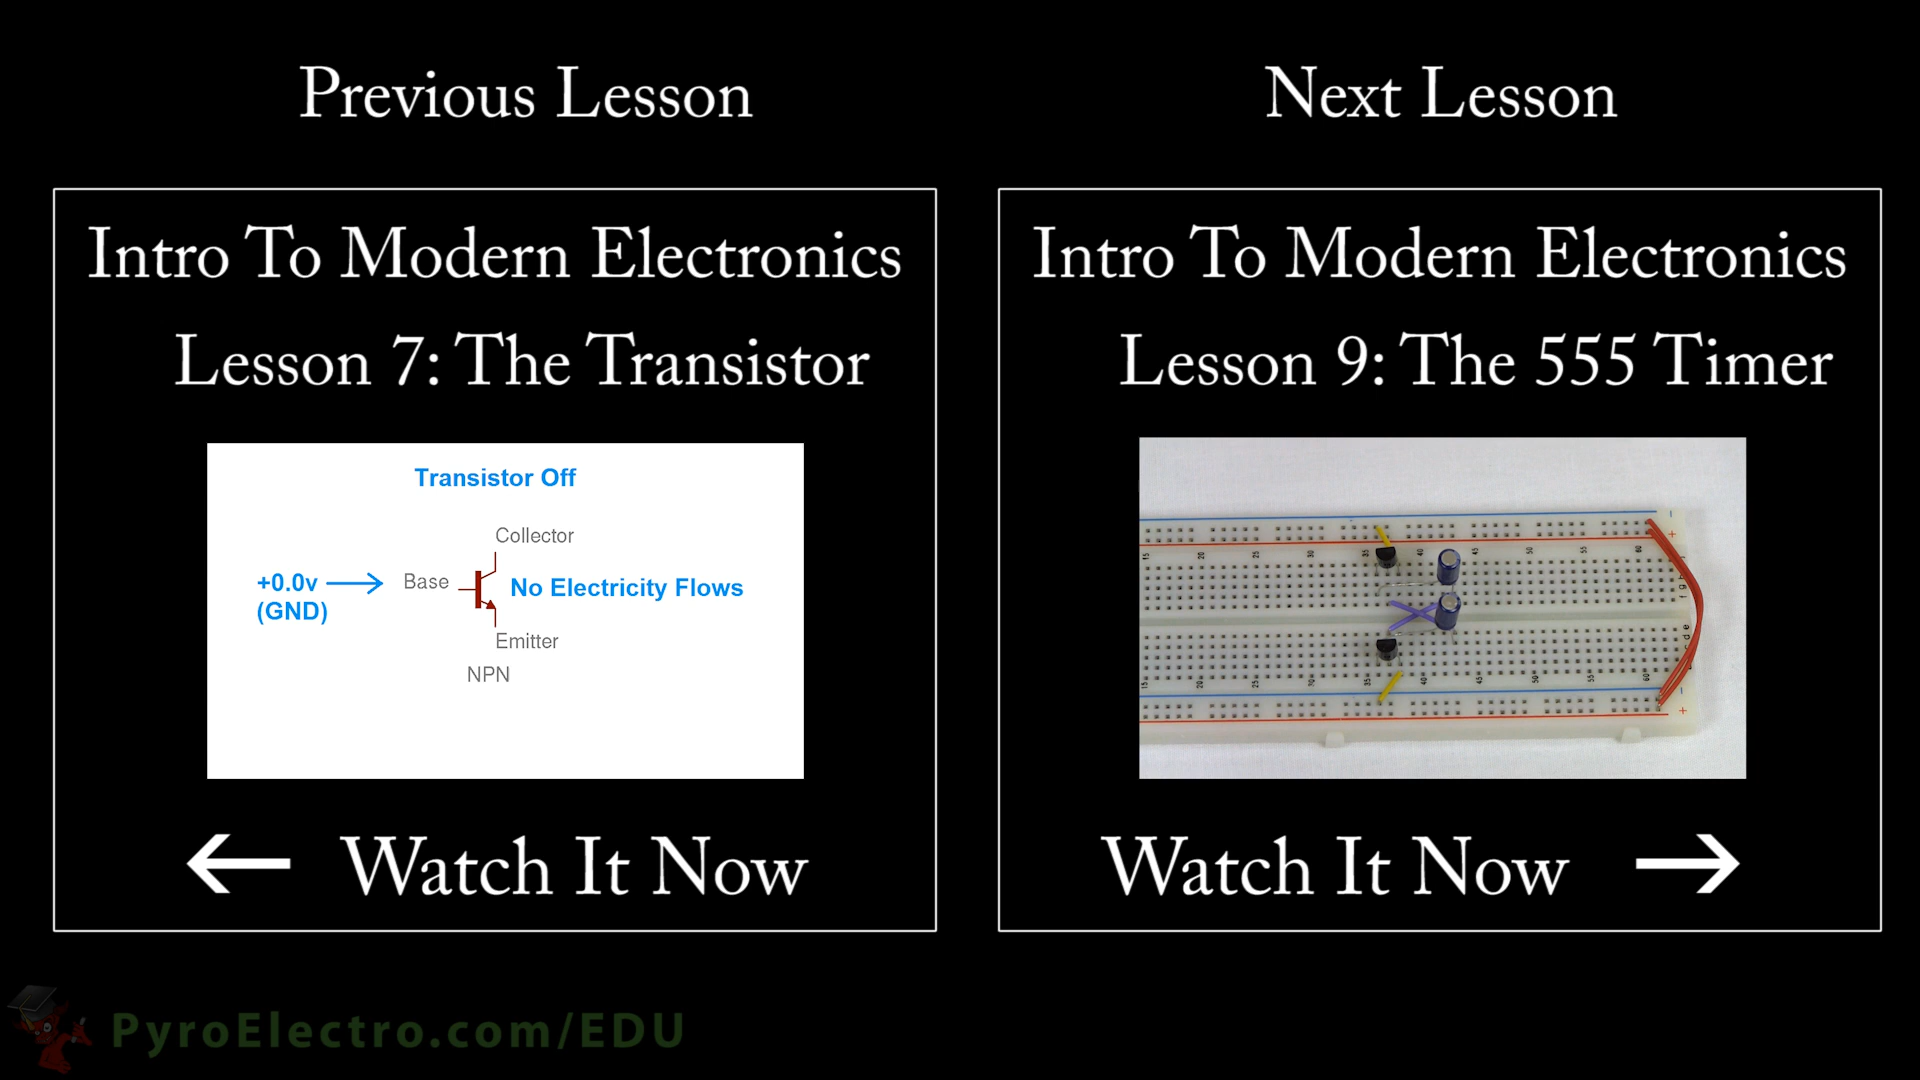 Previous Lesson
Intro To Modern Electronics
Lesson 7: The Transistor
Transistor Off
Collector
+0.0v
Base
No Electricity Flows
(GND)
Emitter
NPN
← Watch It Now
Next Lesson
Intro To Modern Electronics
Lesson 9: The 555 Timer
Watch It Now →
PyroElectro.com/EDU